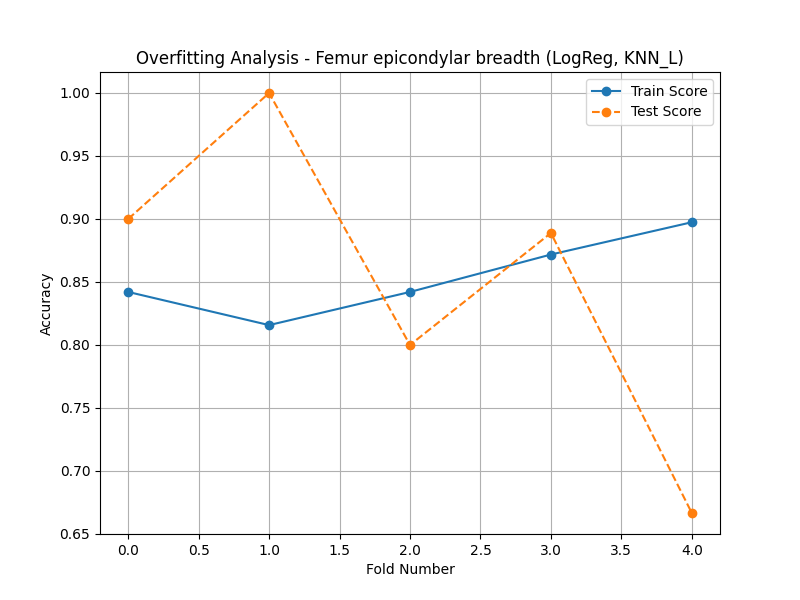 Overfitting Analysis - Femur epicondylar breadth (LogReg, KNN_L)
Train Score
Test Score
1.00
0.95
0.90
0.85
0.80
0.75
0.70
0.65
Accuracy
0.0 0.5 1.0 1.5 2.0 2.5 3.0 3.5 4.0
Fold Number